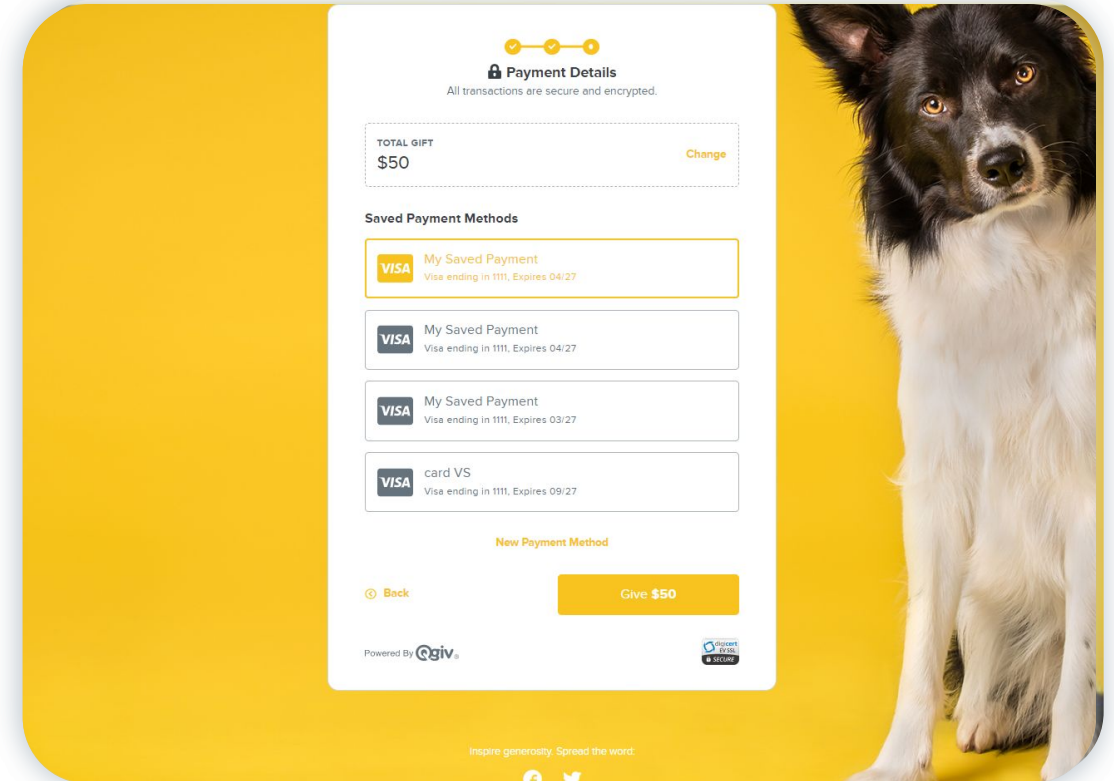 Payment Details
All transactions are secure and encrypted.
TOTAL GIFT
$50
Change
Saved Payment Methods
VISA
My Saved Payment
Visa ending in 1111, Expires 04/27
VISA
My Saved Payment
Visa ending in 1111, Expires 04/27
VISA
My Saved Payment
Visa ending in 1111, Expires 03/27
VISA
card VS
Visa ending in 1111, Expires 09/27
New Payment Method
Back
Give $50
Powered By Qgiv
digicert
EV SSL
SECURE
Inspire generosity. Spread the word: